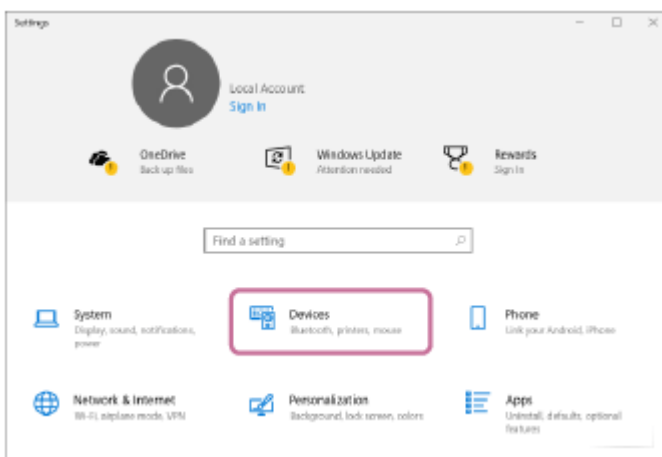 Settings
Local Account
Sign In
OneDrive
Back up files
Windows Update
Attention needed
Rewards
Sign In
Find a setting
System
Display, sound, notifications,
power
Devices
Bluetooth, printers, mouse
Phone
Link your Android, iPhone
Network & Internet
Wi-Fi, airplane mode, VPN
Personalization
Background, lock screen, colors
Apps
Uninstall, defaults, optional
features